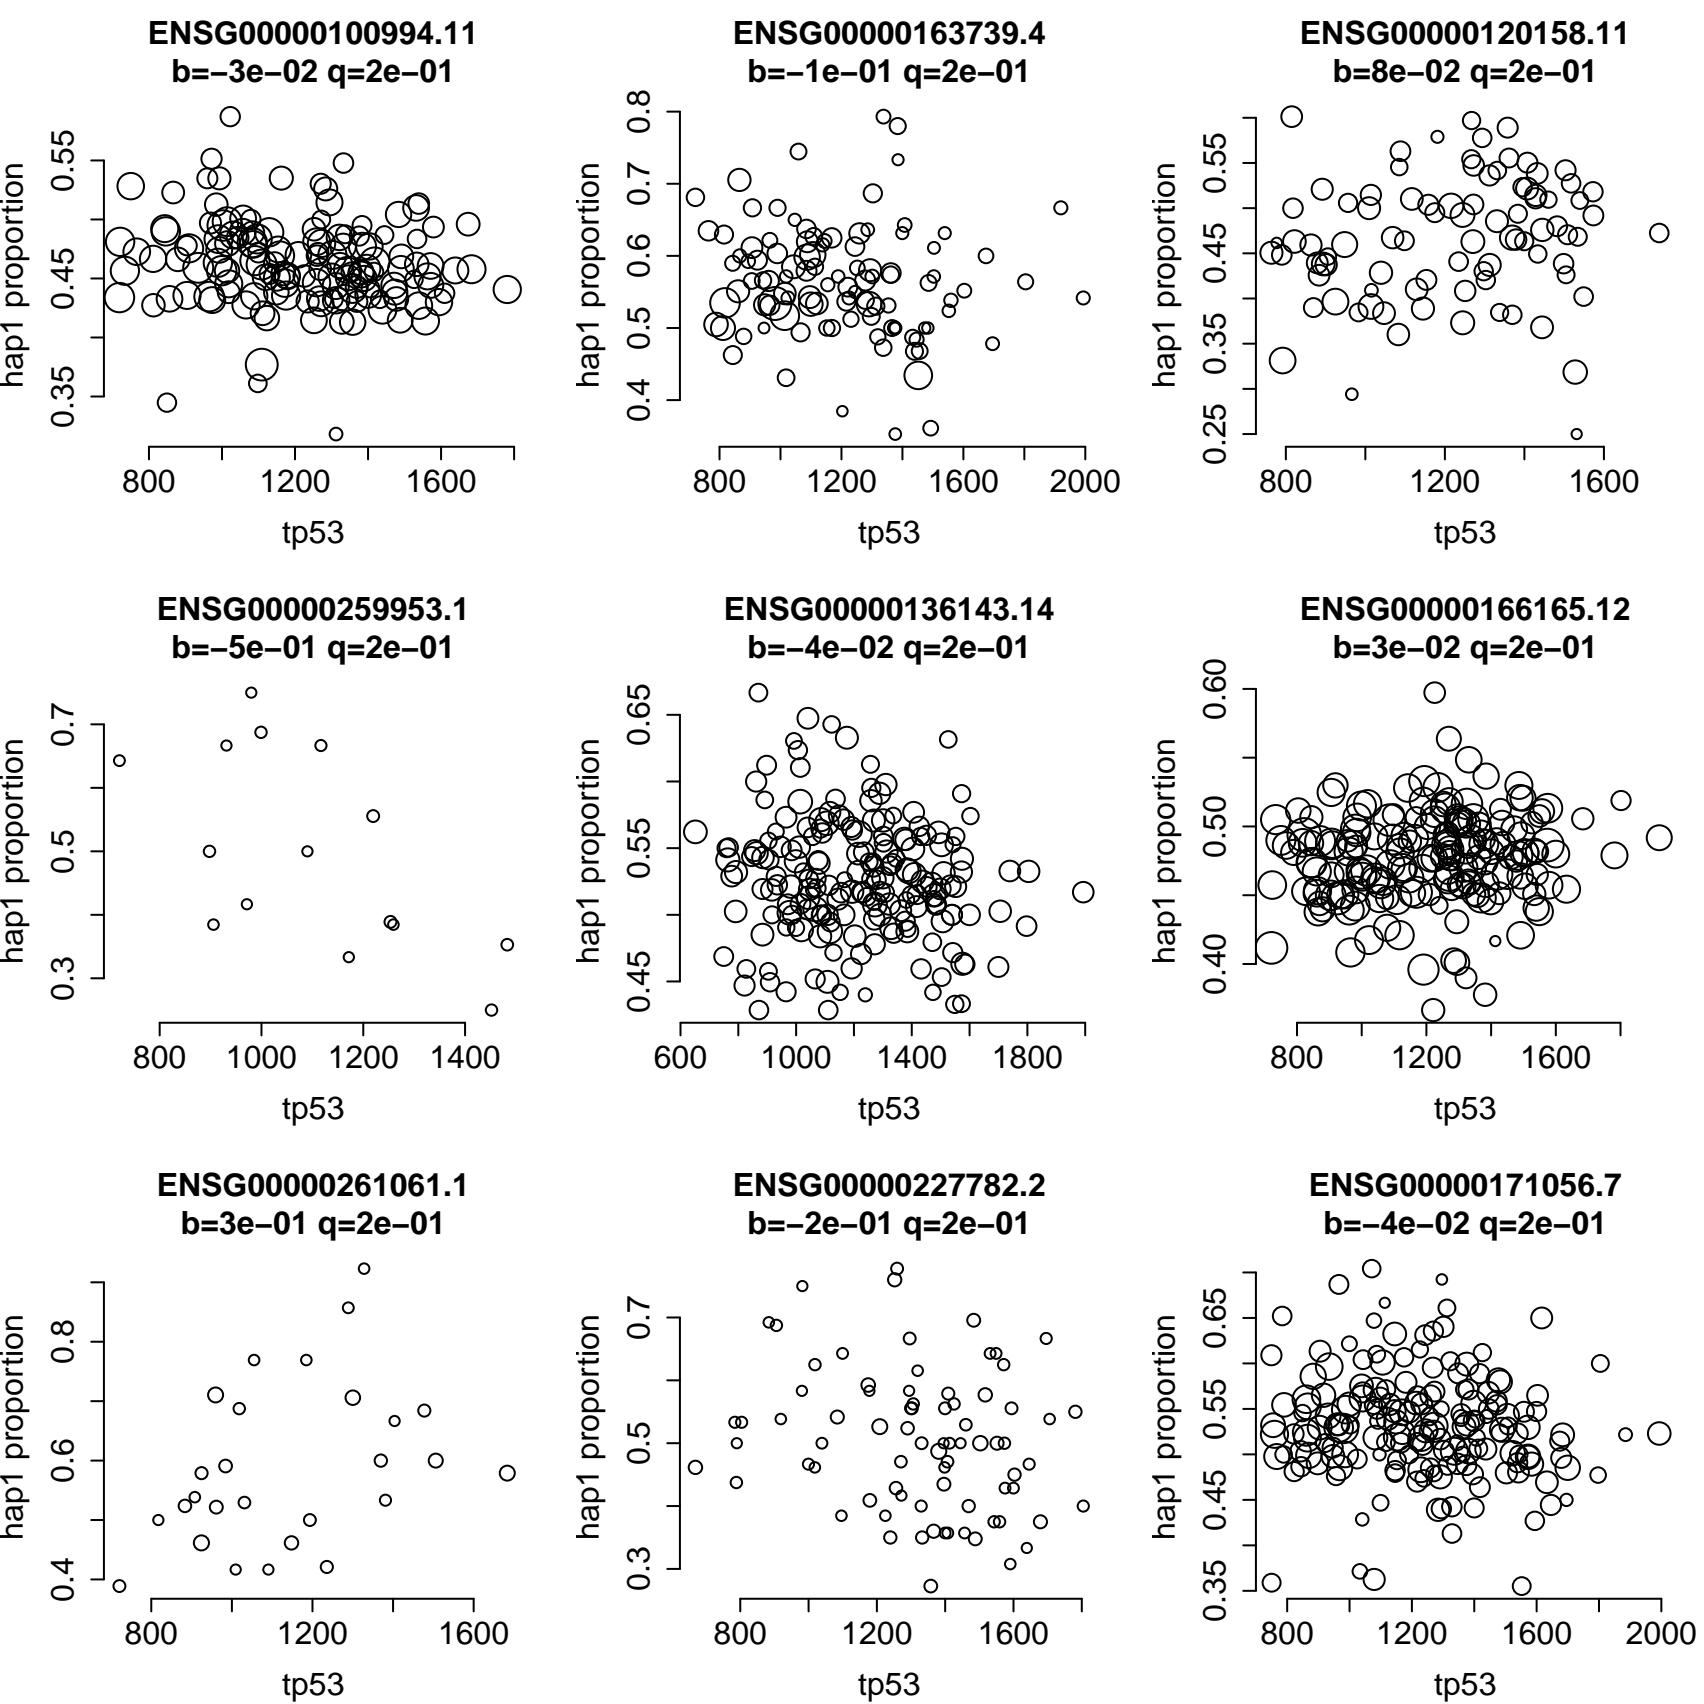 ENSG00000100994.11
b=−3e−02 q=2e−01
hap1 proportion
0.35 0.45 0.55
800 1200 1600
tp53
ENSG00000163739.4
b=−1e−01 q=2e−01
hap1 proportion
0.4 0.5 0.6 0.7 0.8
800 1200 1600 2000
tp53
ENSG00000120158.11
b=8e−02 q=2e−01
hap1 proportion
0.25 0.35 0.45 0.55
800 1200 1600
tp53
ENSG00000259953.1
b=−5e−01 q=2e−01
hap1 proportion
0.3 0.5 0.7
800 1000 1200 1400
tp53
ENSG00000136143.14
b=−4e−02 q=2e−01
hap1 proportion
0.45 0.55 0.65
600 1000 1400 1800
tp53
ENSG00000166165.12
b=3e−02 q=2e−01
hap1 proportion
0.40 0.50 0.60
800 1200 1600
tp53
ENSG00000261061.1
b=3e−01 q=2e−01
hap1 proportion
0.4 0.6 0.8
800 1200 1600
tp53
ENSG00000227782.2
b=−2e−01 q=2e−01
hap1 proportion
0.3 0.5 0.7
800 1200 1600
tp53
ENSG00000171056.7
b=−4e−02 q=2e−01
hap1 proportion
0.35 0.45 0.55 0.65
800 1200 1600 2000
tp53